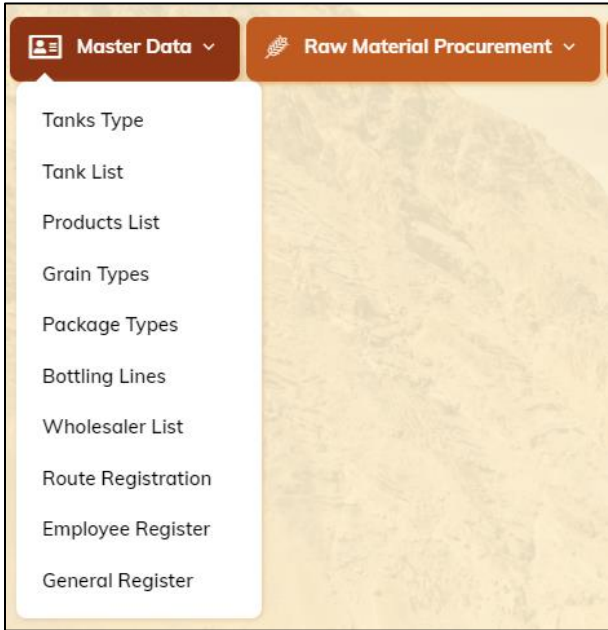 Master Data
Raw Material Procurement
Tanks Type
Tank List
Products List
Grain Types
Package Types
Bottling Lines
Wholesaler List
Route Registration
Employee Register
General Register